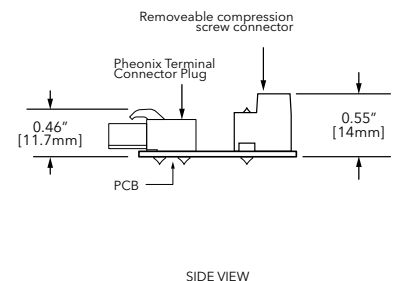 Removeable compression
screw connector
Pheonix Terminal
Connector Plug
0.46"
[11.7mm]
0.55"
[14mm]
PCB
SIDE VIEW